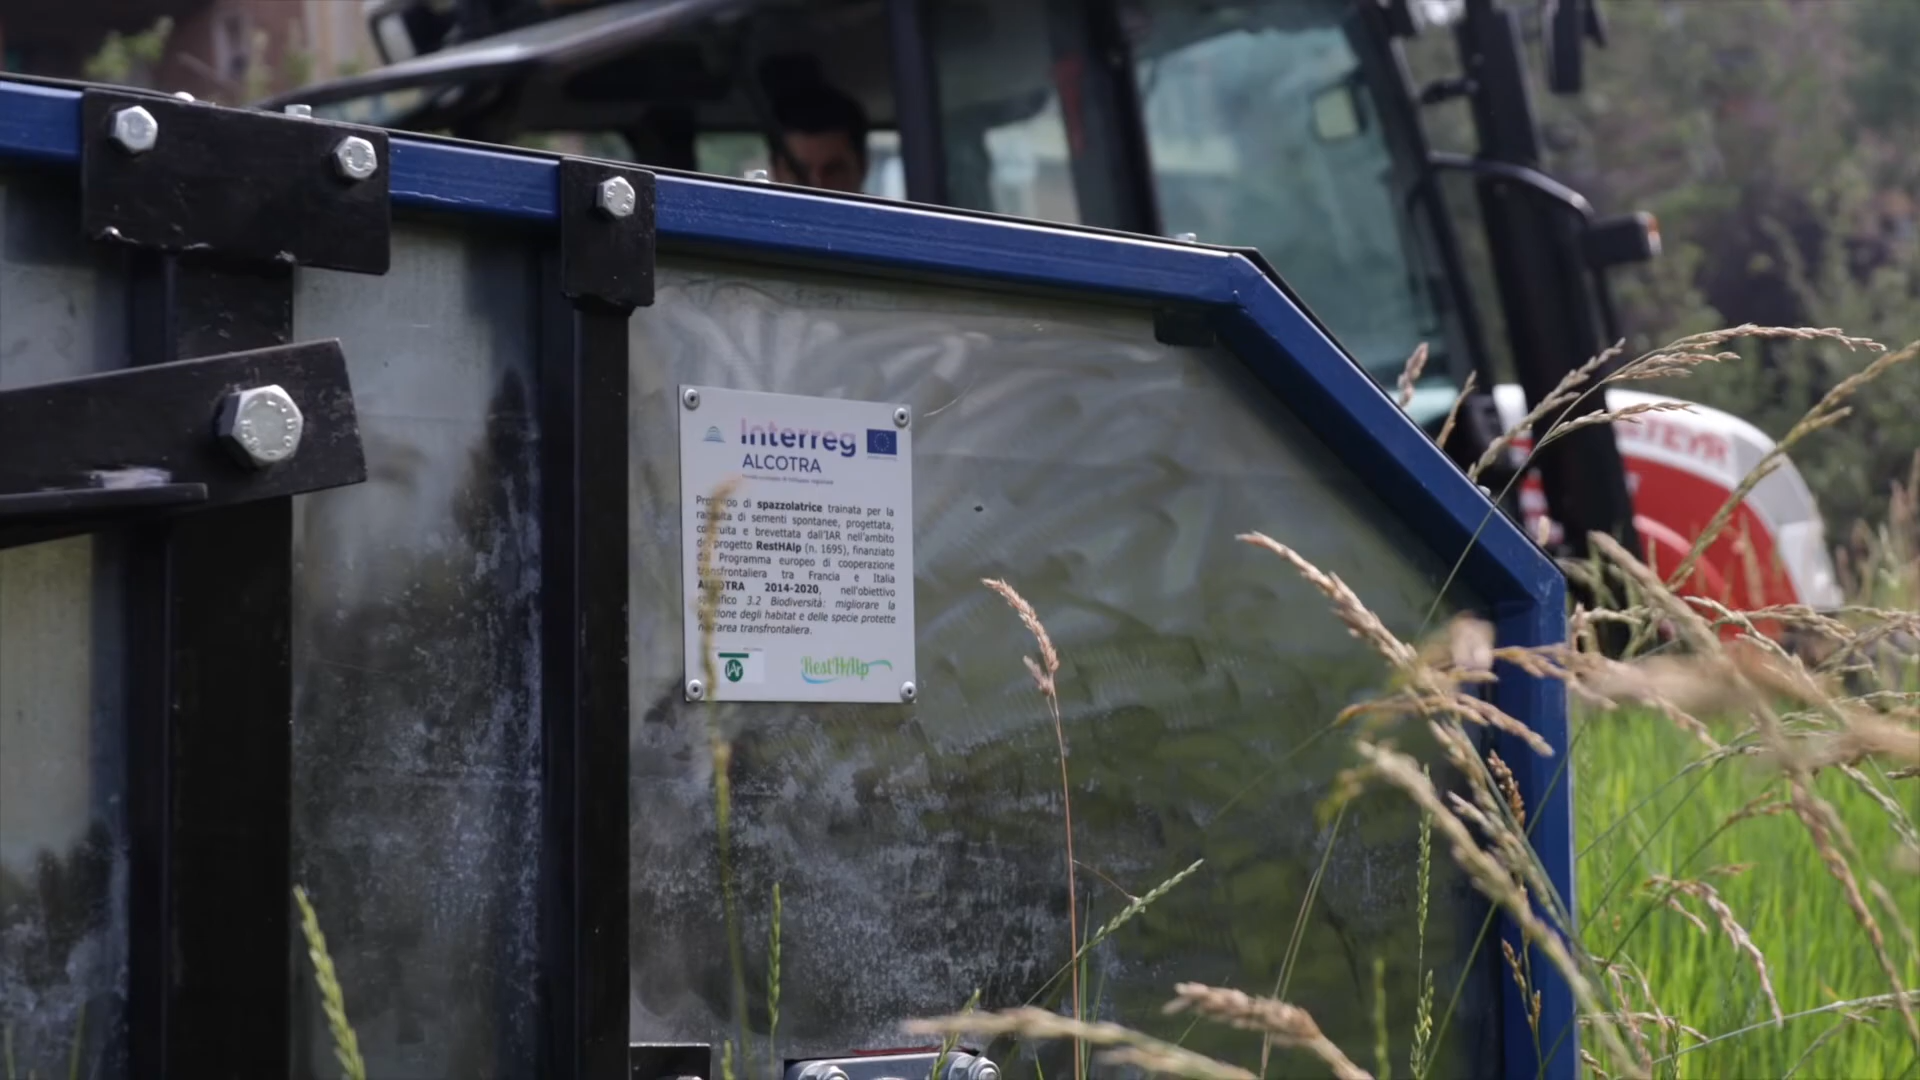 Interreg
ALCOTRA
Prototipo di spazzolatrice trainata per la
raccolta di sementi spontanee, progettata,
costruita e brevettata dall'IAR nell'ambito
del progetto RestHAlp (n. 1695), finanziato
dal Programma europeo di cooperazione
transfrontaliera tra Francia e Italia
ALCOTRA 2014-2020, nell'obiettivo
specifico 3.2 Biodiversità: migliorare la
gestione degli habitat e delle specie protette
nell'area transfrontaliera.
IAR
RestHAlp
STEYR